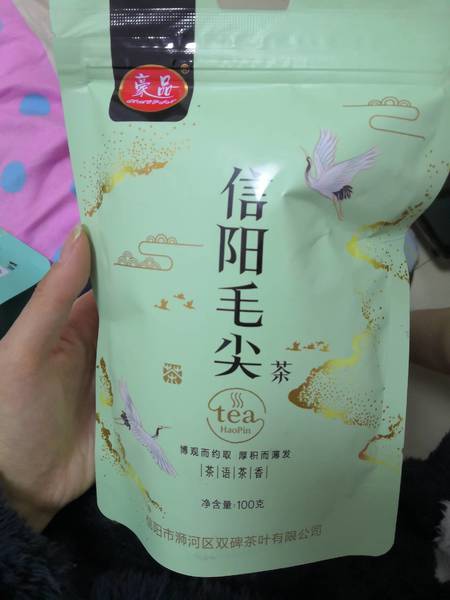 豪品
信阳毛尖
茶
tea
HaoPin
博观而约取 厚积而薄发
茶语茶香
净含量:100克
信阳市浉河区双碑茶叶有限公司